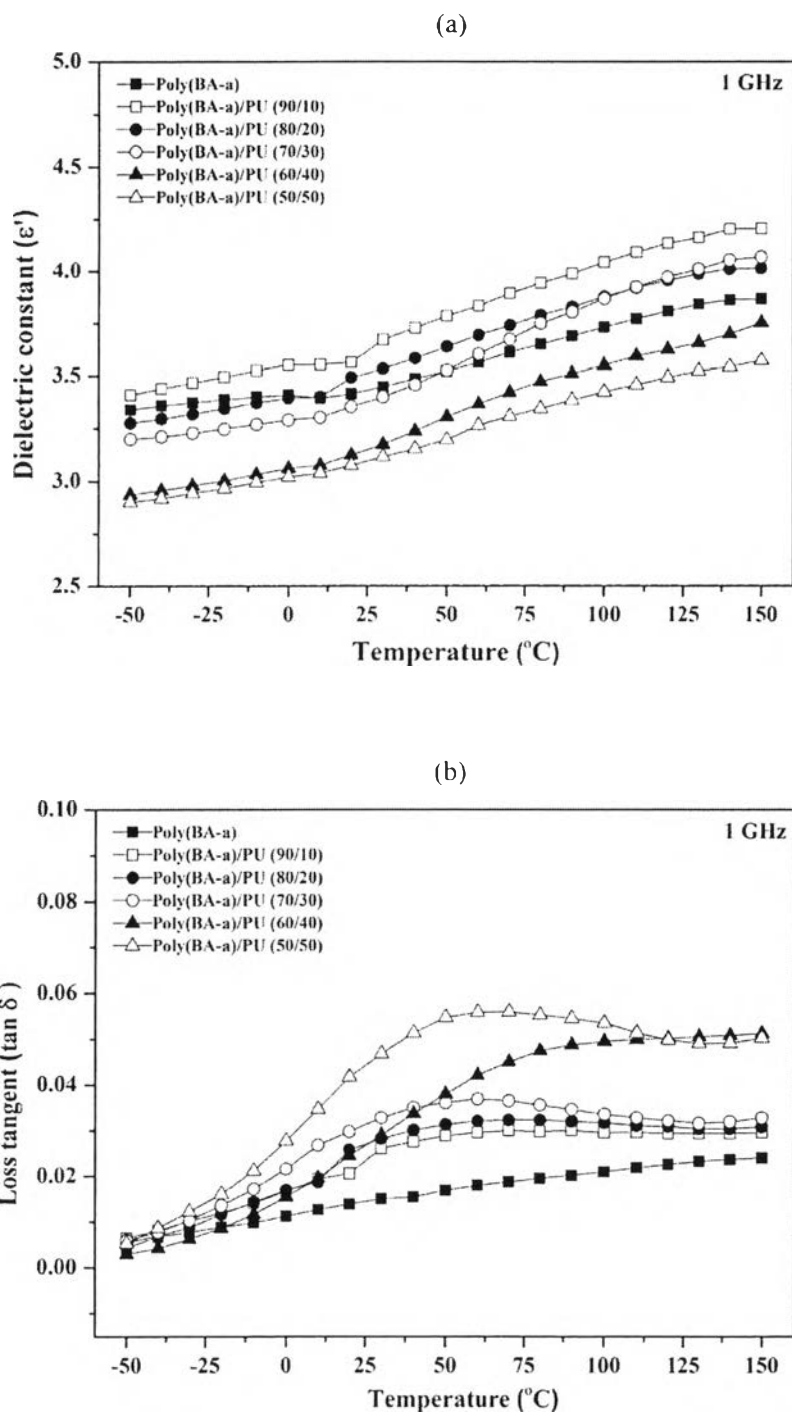 (a)
5.0
4.5
4.0
3.5
3.0
2.5
Dielectric constant (ε')
Poly(BA-a)
Poly(BA-a)/PU (90/10)
Poly(BA-a)/PU (80/20)
Poly(BA-a)/PU (70/30)
Poly(BA-a)/PU (60/40)
Poly(BA-a)/PU (50/50)
1 GHz
-50 -25 0 25 50 75 100 125 150
Temperature (°C)
(b)
0.10
0.08
0.06
0.04
0.02
0.00
Loss tangent (tan δ )
Poly(BA-a)
Poly(BA-a)/PU (90/10)
Poly(BA-a)/PU (80/20)
Poly(BA-a)/PU (70/30)
Poly(BA-a)/PU (60/40)
Poly(BA-a)/PU (50/50)
1 GHz
-50 -25 0 25 50 75 100 125 150
Temperature (°C)